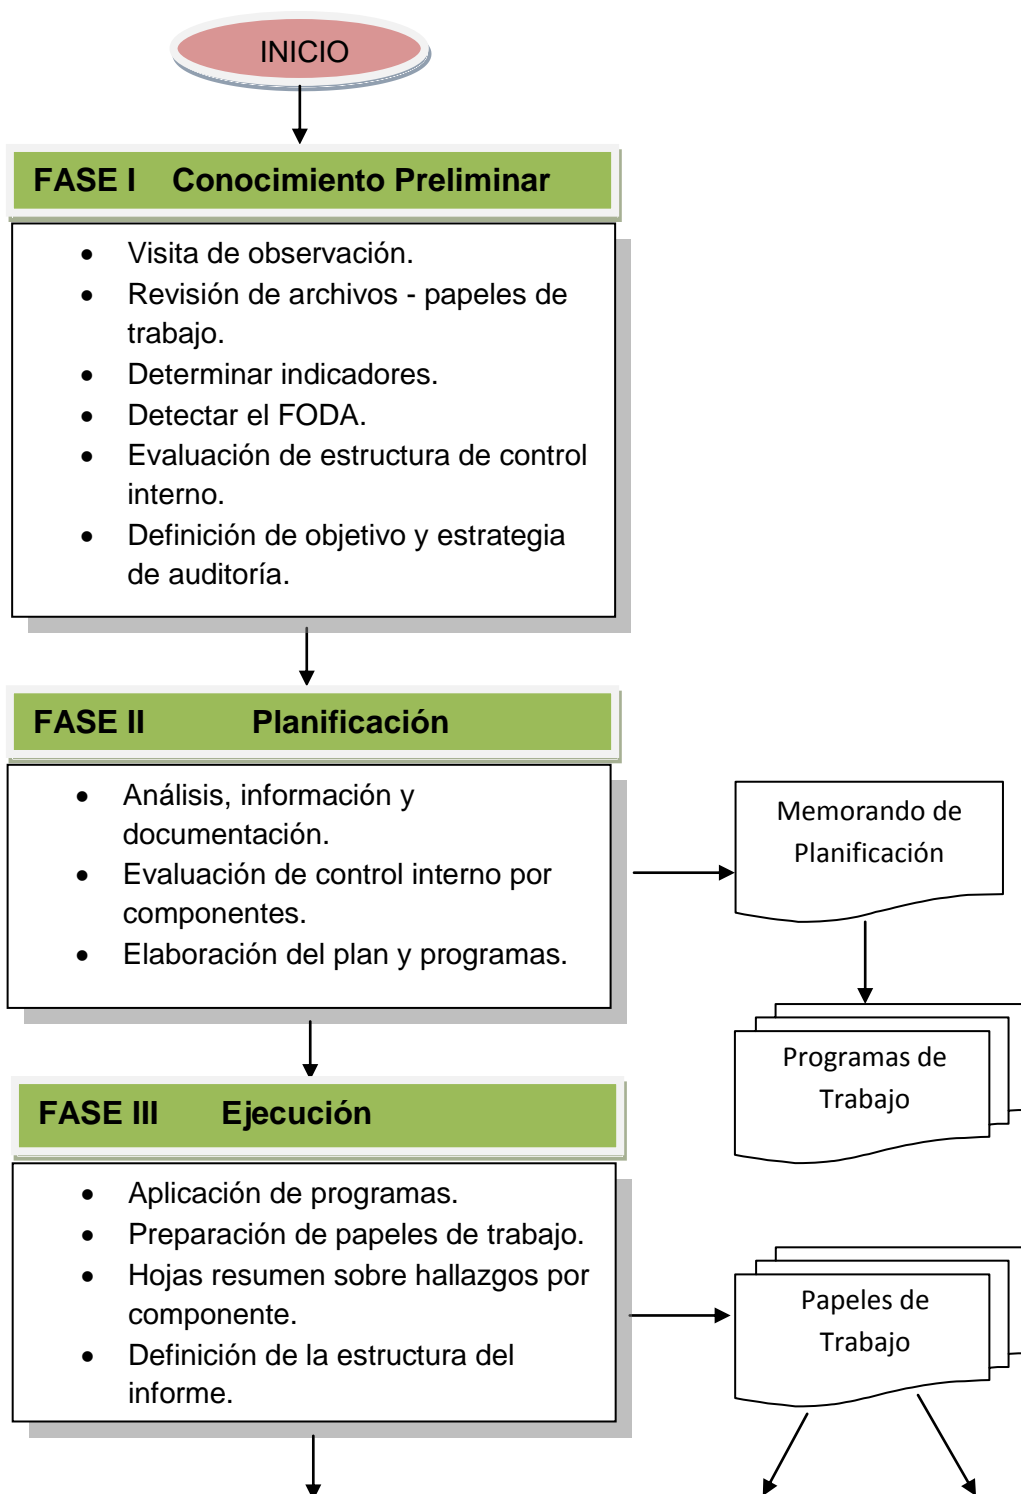 INICIO
FASE I Conocimiento Preliminar
• Visita de observación.
• Revisión de archivos - papeles de
trabajo.
• Determinar indicadores.
• Detectar el FODA.
• Evaluación de estructura de control
interno.
• Definición de objetivo y estrategia
de auditoría.
FASE II Planificación
• Análisis, información y
documentación.
• Evaluación de control interno por
componentes.
• Elaboración del plan y programas.
Memorando de
Planificación
Programas de
Trabajo
FASE III Ejecución
• Aplicación de programas.
• Preparación de papeles de trabajo.
• Hojas resumen sobre hallazgos por
componente.
• Definición de la estructura del
informe.
Papeles de
Trabajo